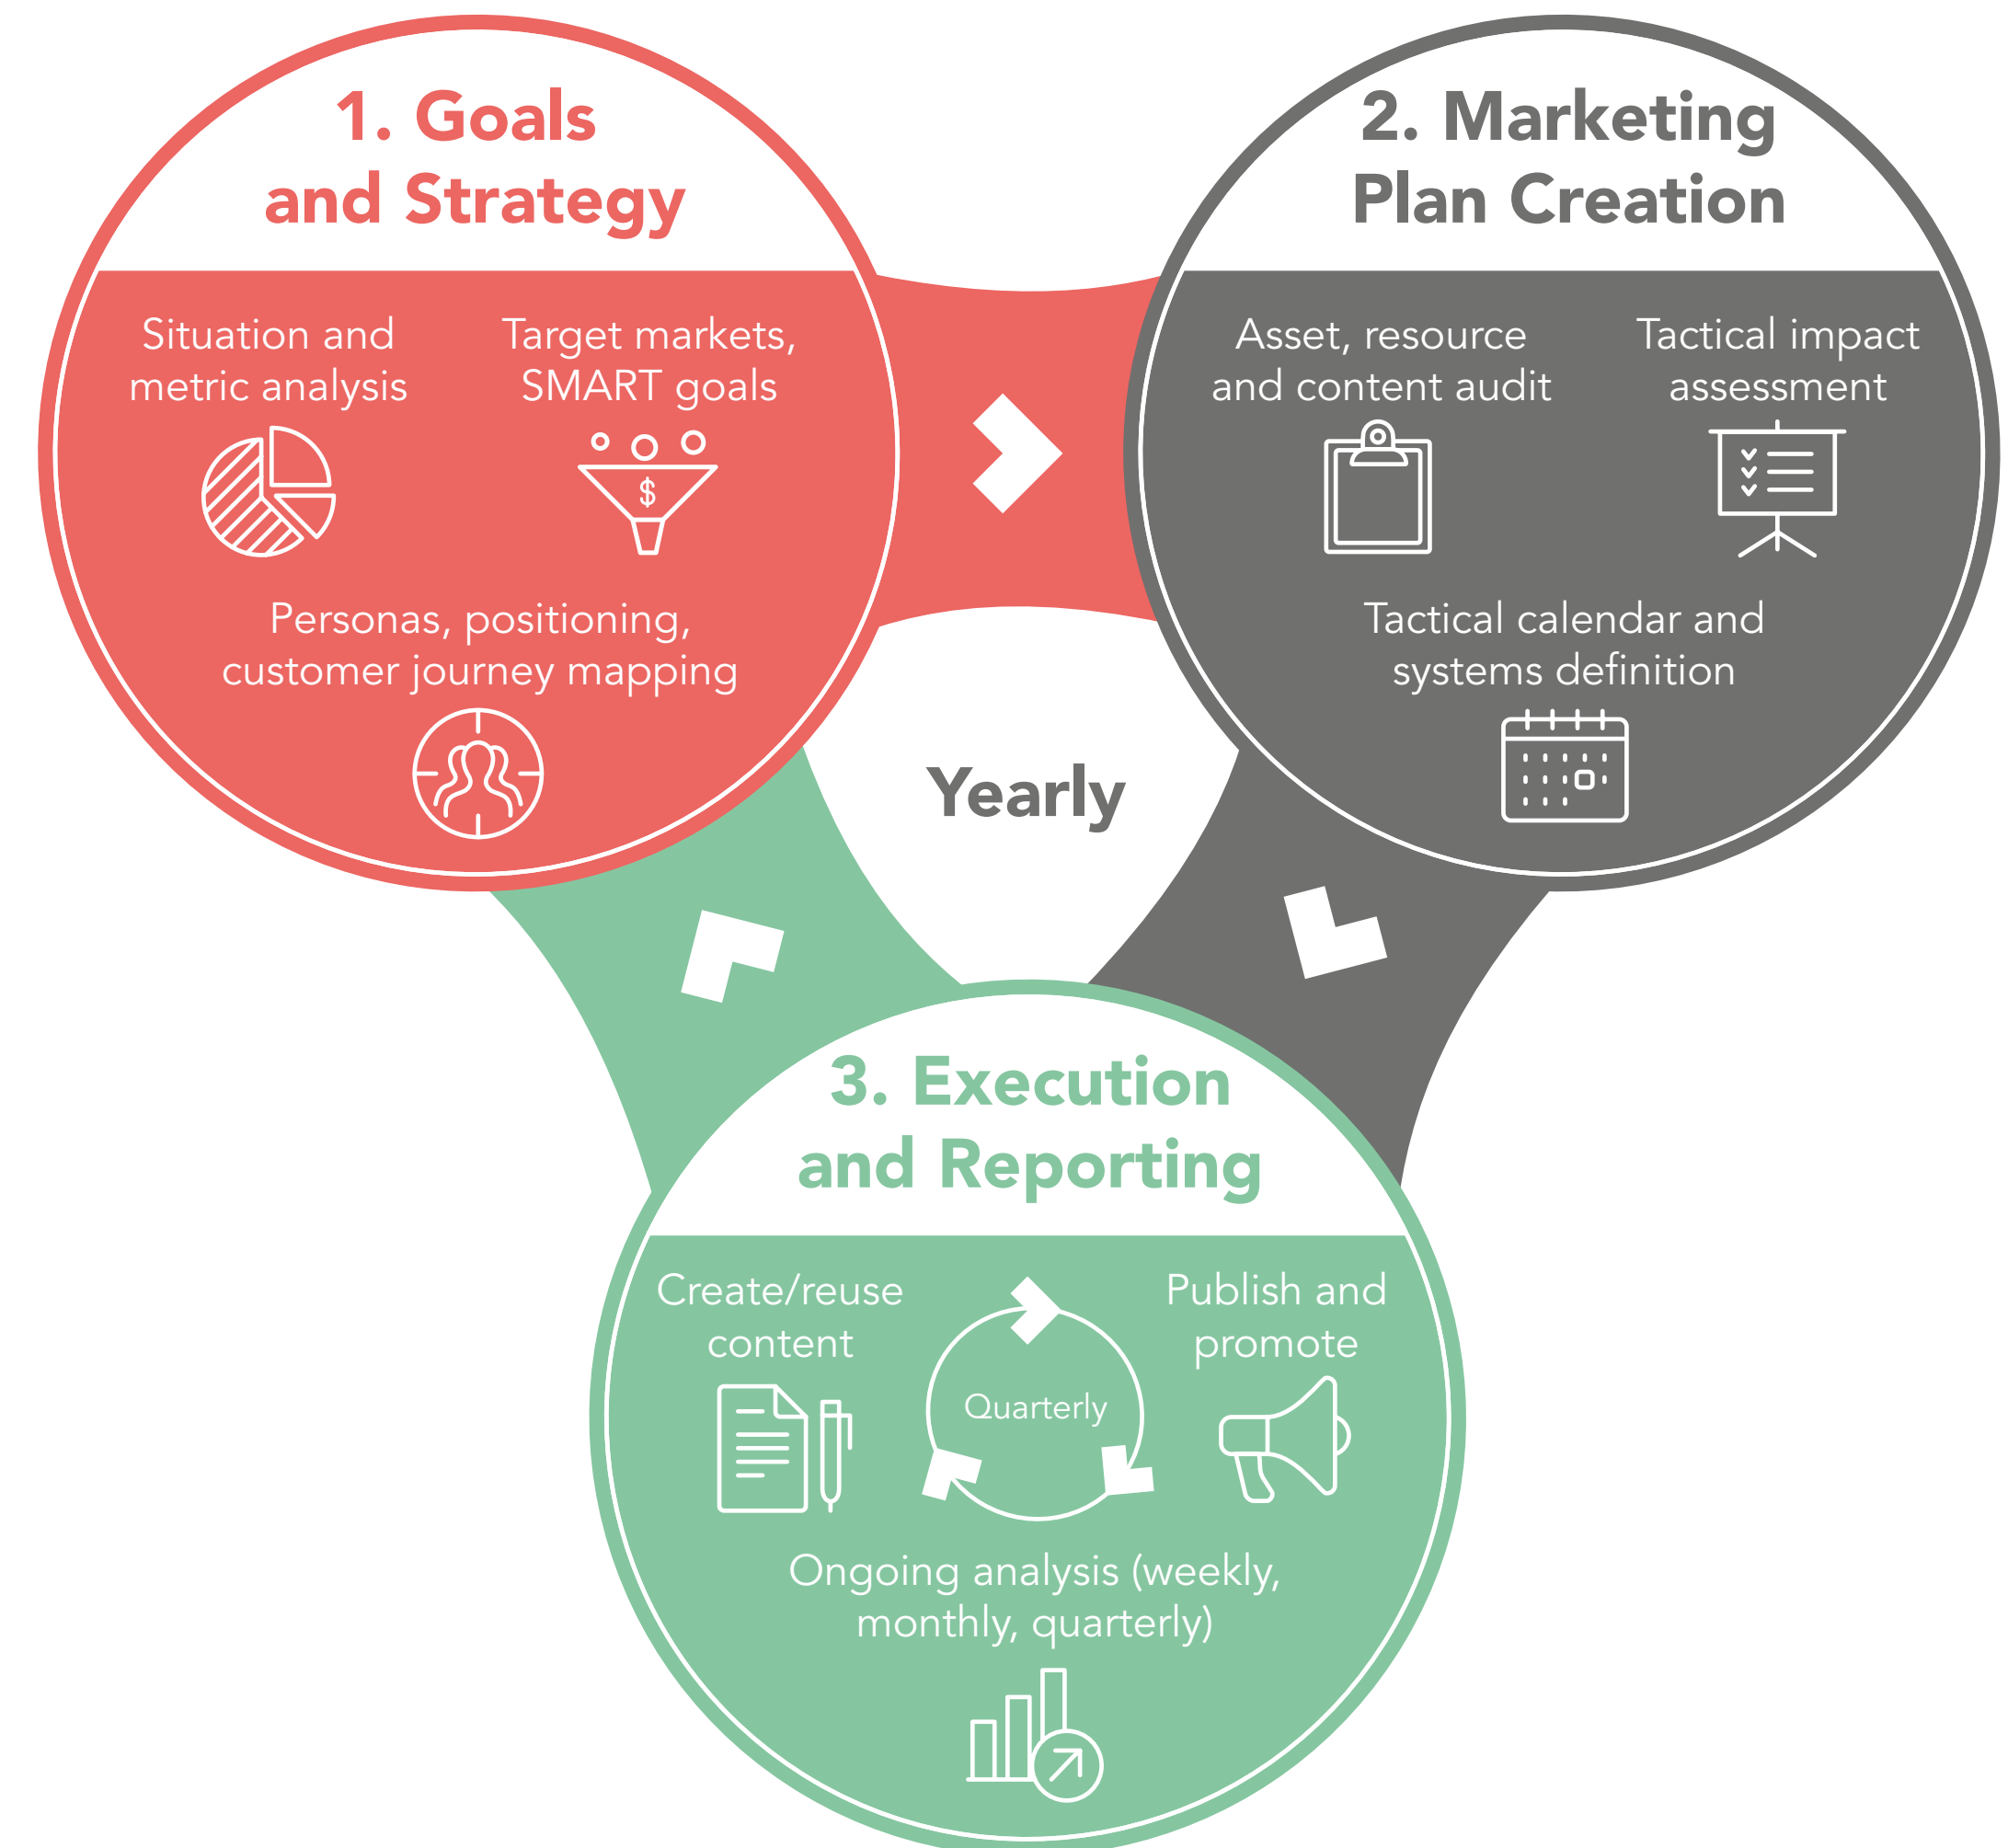 1. Goals
and Strategy
Situation and
metric analysis
Target markets,
SMART goals
$
Personas, positioning,
customer journey mapping
2. Marketing
Plan Creation
Asset, resource
and content audit
Tactical impact
assessment
Tactical calendar and
systems definition
Yearly
3. Execution
and Reporting
Create/reuse
content
Quarterly
Publish and
promote
Ongoing analysis (weekly,
monthly, quarterly)